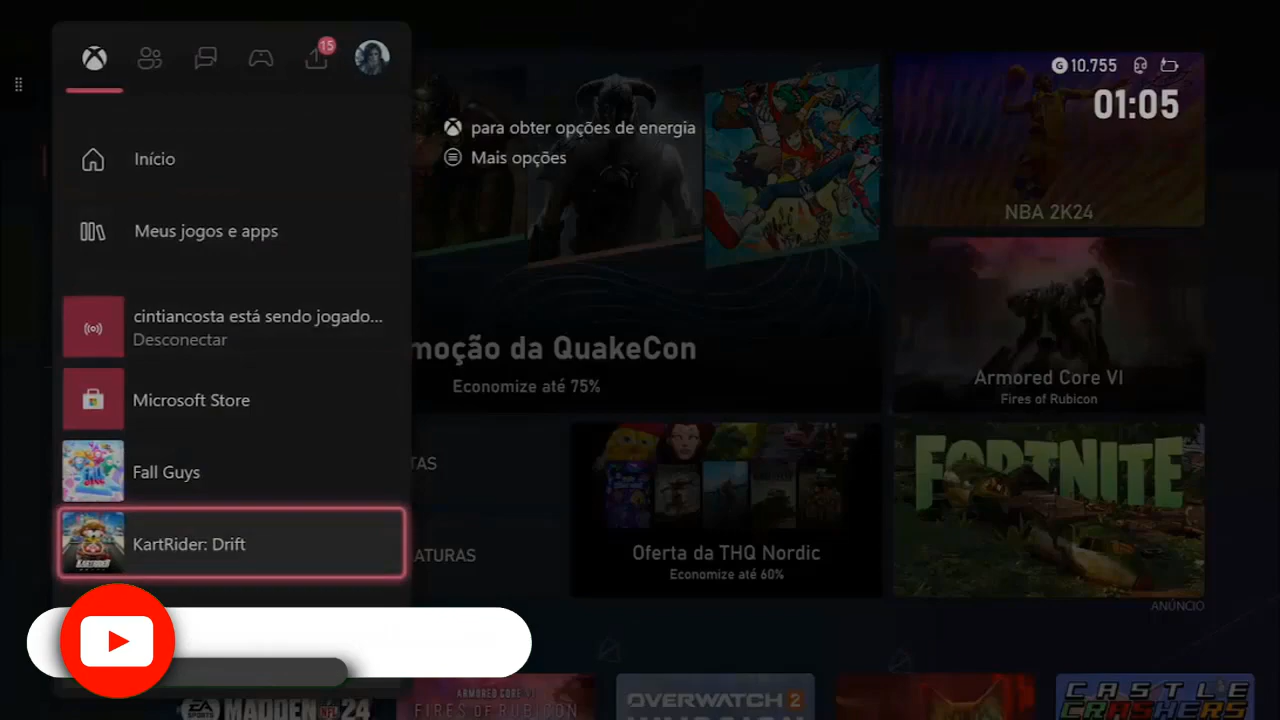 15
G 10.755
01:05
para obter opções de energia
Mais opções
Início
Meus jogos e apps
cintiancosta está sendo jogado...
Desconectar
Microsoft Store
Fall Guys
KartRider: Drift
NBA 2K24
moção da QuakeCon
Economize até 75%
Armored Core VI
Fires of Rubicon
TAS
ATURAS
Oferta da THQ Nordic
Economize até 60%
FORTNITE
ANÚNCIO
EA
SPORTS
MADDEN NFL 24
ARMORED CORE VI
FIRES OF RUBICON
OVERWATCH 2
CASTLE
CRASHERS